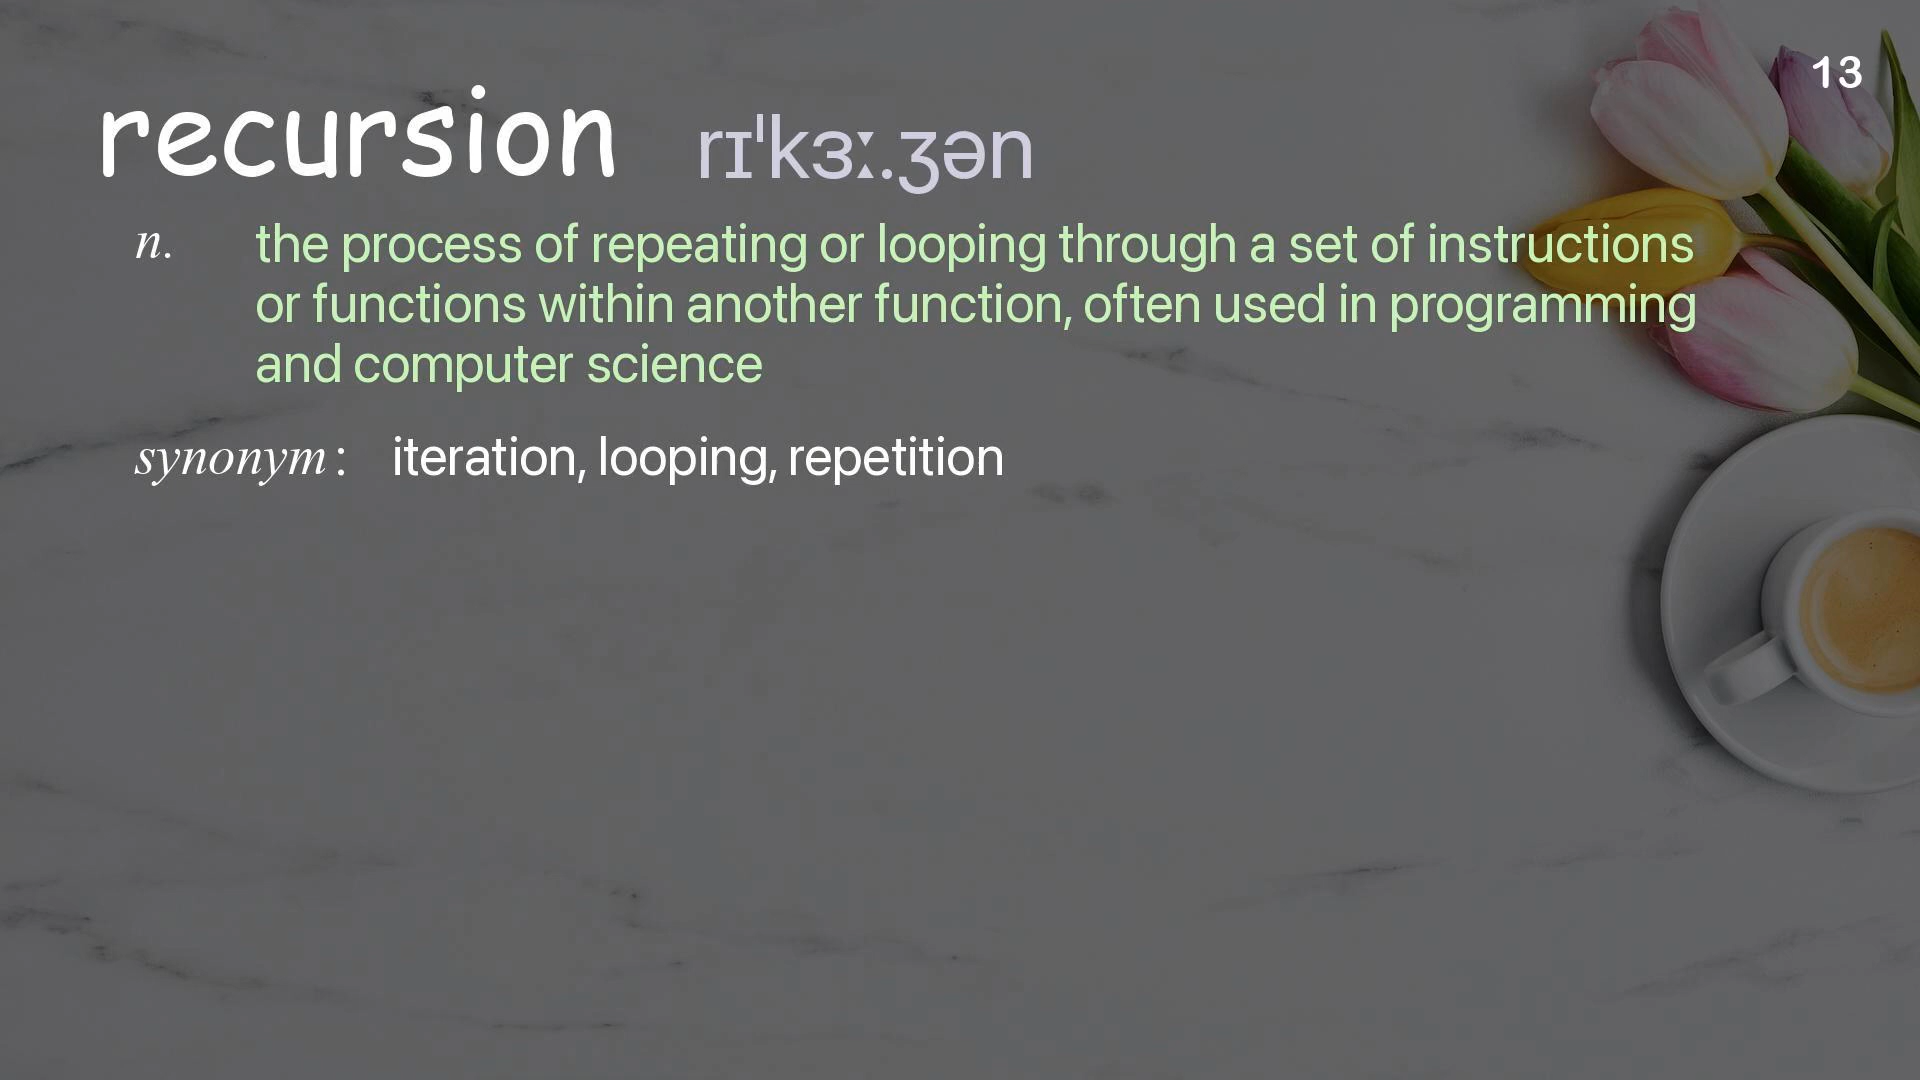 13
recursion rɪˈkɜː.ʒən
n. the process of repeating or looping through a set of instructions
or functions within another function, often used in programming
and computer science
synonym : iteration, looping, repetition